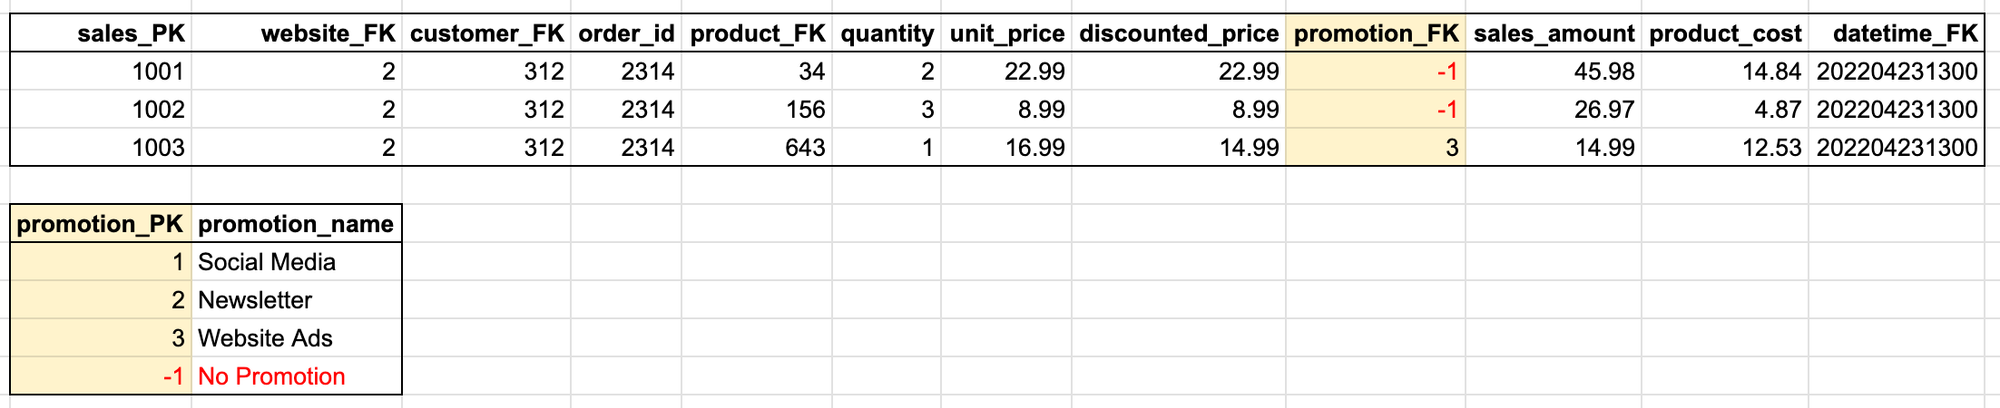 sales_PK website_FK customer_FK order_id product_FK quantity unit_price discounted_price promotion_FK sales_amount product_cost datetime_FK
1001 2 312 2314 34 2 22.99 22.99 -1 45.98 14.84 202204231300
1002 2 312 2314 156 3 8.99 8.99 -1 26.97 4.87 202204231300
1003 2 312 2314 643 1 16.99 14.99 3 14.99 12.53 202204231300
promotion_PK promotion_name
1 Social Media
2 Newsletter
3 Website Ads
-1 No Promotion